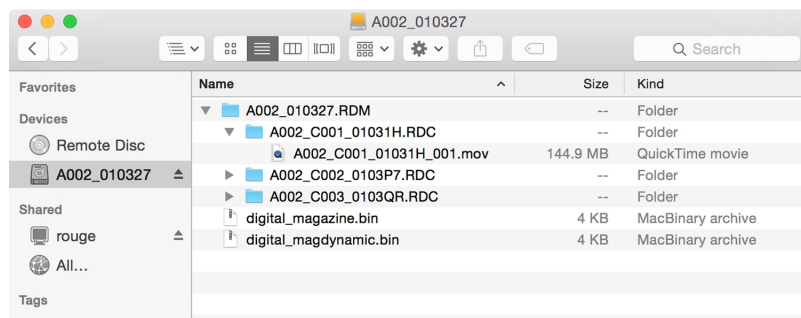 A002_010327
Search
Favorites
Devices
Remote Disc
A002_010327
Shared
rouge
All...
Tags
Name Size Kind
A002_010327.RDM -- Folder
A002_C001_01031H.RDC -- Folder
A002_C001_01031H_001.mov 144.9 MB QuickTime movie
A002_C002_0103P7.RDC -- Folder
A002_C003_0103QR.RDC -- Folder
digital_magazine.bin 4 KB MacBinary archive
digital_magdynamic.bin 4 KB MacBinary archive